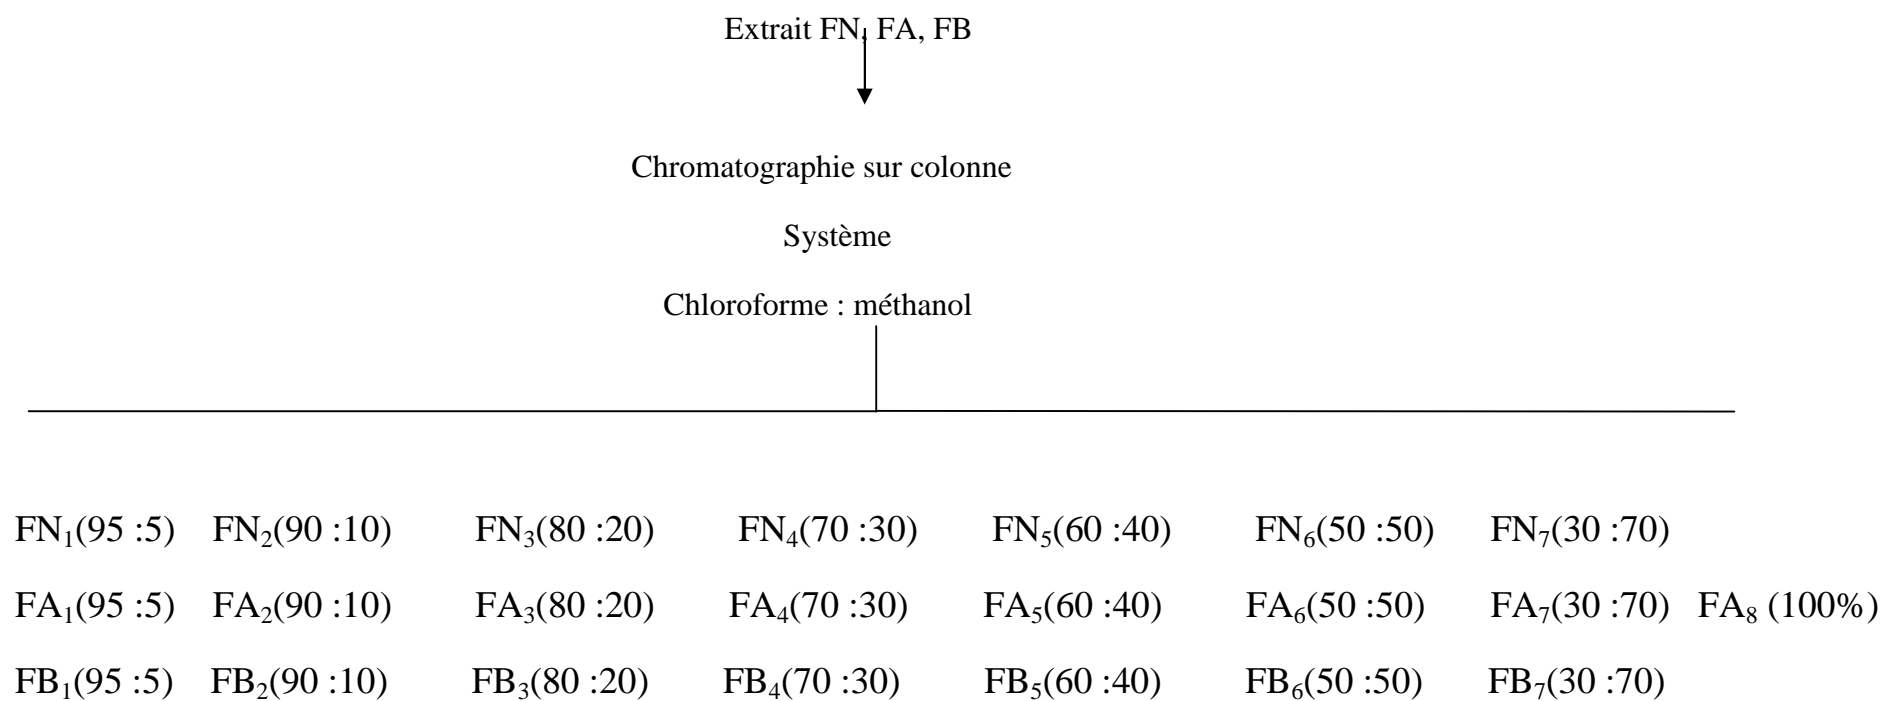 Extrait FN, FA, FB
Chromatographie sur colonne
Système
Chloroforme : méthanol
FN₁(95 :5) FN₂(90 :10) FN₃(80 :20) FN₄(70 :30) FN₅(60 :40) FN₆(50 :50) FN₇(30 :70)
FA₁(95 :5) FA₂(90 :10) FA₃(80 :20) FA₄(70 :30) FA₅(60 :40) FA₆(50 :50) FA₇(30 :70) FA₈ (100%)
FB₁(95 :5) FB₂(90 :10) FB₃(80 :20) FB₄(70 :30) FB₅(60 :40) FB₆(50 :50) FB₇(30 :70)